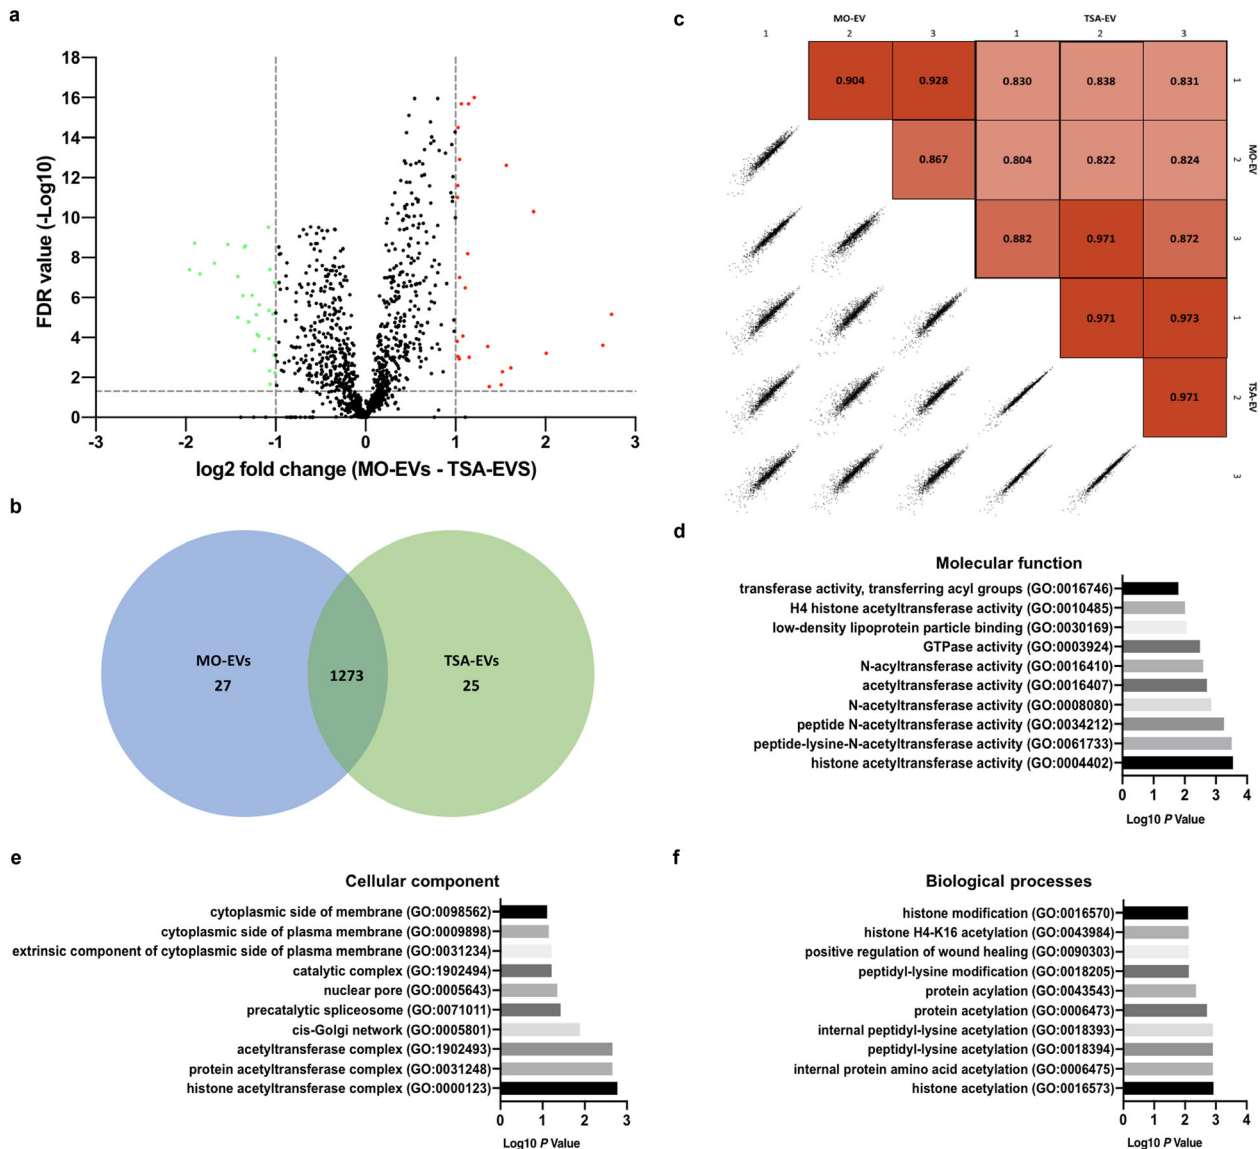 a
18
16
14
12
10
8
6
4
2
0
FDR value (-Log10)
-3
-2
-1
0
1
2
3
log2 fold change (MO-EVs - TSA-EVS)
b
MO-EVs
27
1273
TSA-EVs
25
c
MO-EV
TSA-EV
1
2
3
1
2
3
0.904
0.928
0.830
0.838
0.831
1
0.867
0.804
0.822
0.824
2
MO-EV
0.882
0.971
0.872
3
0.971
0.973
1
0.971
2
TSA-EV
3
d
Molecular function
transferase activity, transferring acyl groups (GO:0016746)
H4 histone acetyltransferase activity (GO:0010485)
low-density lipoprotein particle binding (GO:0030169)
GTPase activity (GO:0003924)
N-acyltransferase activity (GO:0016410)
acetyltransferase activity (GO:0016407)
N-acetyltransferase activity (GO:0008080)
peptide N-acetyltransferase activity (GO:0034212)
peptide-lysine-N-acetyltransferase activity (GO:0061733)
histone acetyltransferase activity (GO:0004402)
0 1 2 3 4
Log10 P Value
e
Cellular component
cytoplasmic side of membrane (GO:0098562)
cytoplasmic side of plasma membrane (GO:0009898)
extrinsic component of cytoplasmic side of plasma membrane (GO:0031234)
catalytic complex (GO:1902494)
nuclear pore (GO:0005643)
precatalytic spliceosome (GO:0071011)
cis-Golgi network (GO:0005801)
acetyltransferase complex (GO:1902493)
protein acetyltransferase complex (GO:0031248)
histone acetyltransferase complex (GO:0000123)
0 1 2 3
Log10 P Value
f
Biological processes
histone modification (GO:0016570)
histone H4-K16 acetylation (GO:0043984)
positive regulation of wound healing (GO:0090303)
peptidyl-lysine modification (GO:0018205)
protein acylation (GO:0043543)
protein acetylation (GO:0006473)
internal peptidyl-lysine acetylation (GO:0018393)
peptidyl-lysine acetylation (GO:0018394)
internal protein amino acid acetylation (GO:0006475)
histone acetylation (GO:0016573)
0 1 2 3 4
Log10 P Value